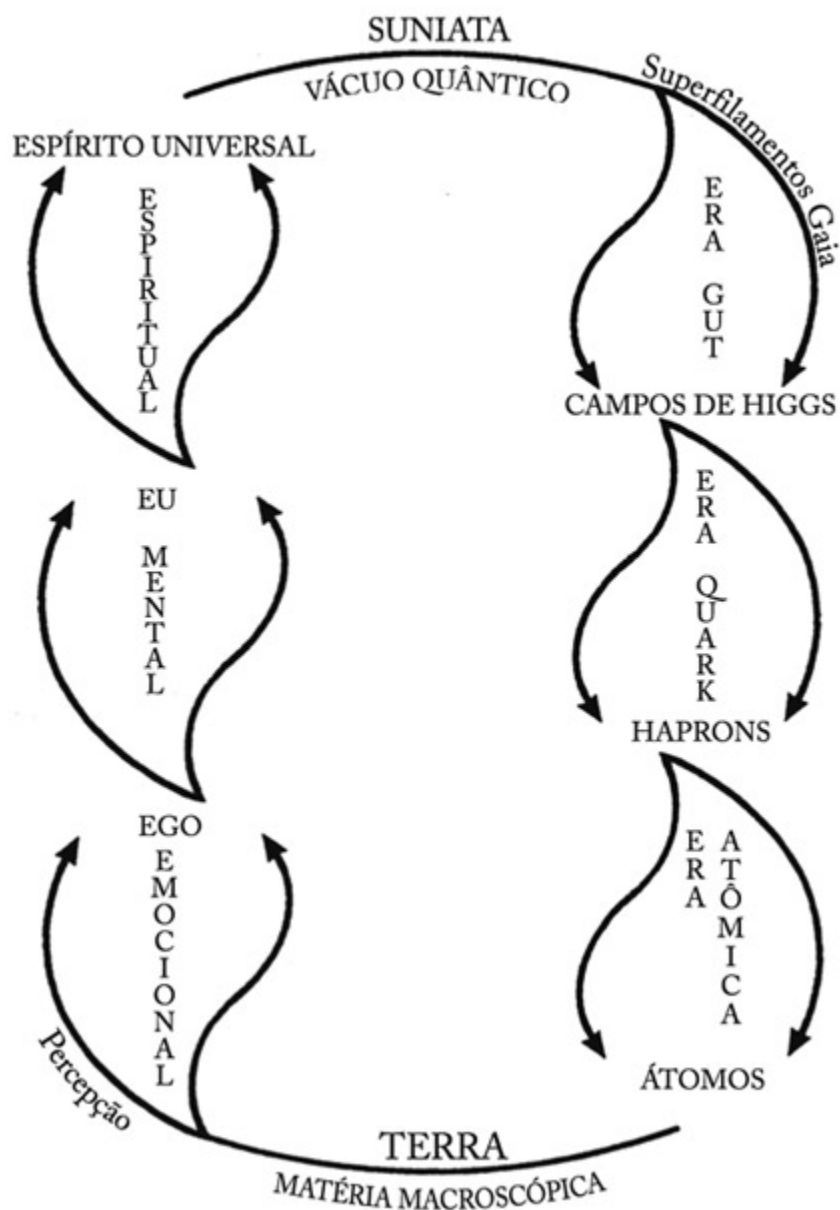 SUNIATA
VÁCUO QUÂNTICO
Superfilamentos Gaia
ESPÍRITO UNIVERSAL
ESPIRITUAL
ERA GUT
CAMPOS DE HIGGS
EU
MENTAL
ERA QUARK
HAPRONS
EGO
EMOCIONAL
ERA
ATÔMICA
Percepção
ÁTOMOS
TERRA
MATÉRIA MACROSCÓPICA